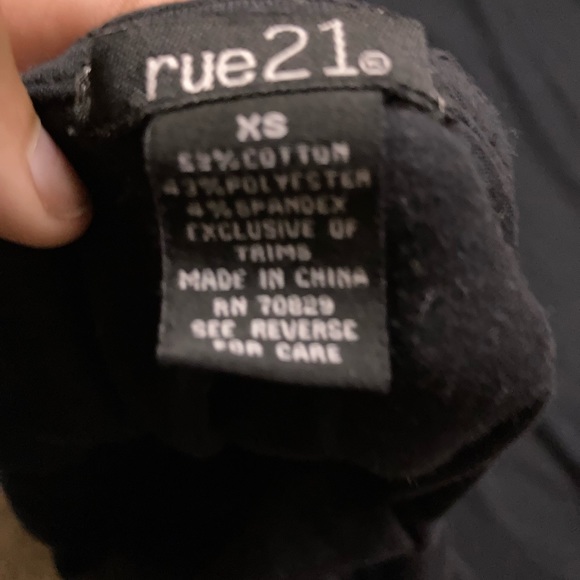 rue21®
XS
53% COTTON
43% POLYESTER
4% SPANDEX
EXCLUSIVE OF
TRIMS
MADE IN CHINA
RN 70829
SEE REVERSE
FOR CARE